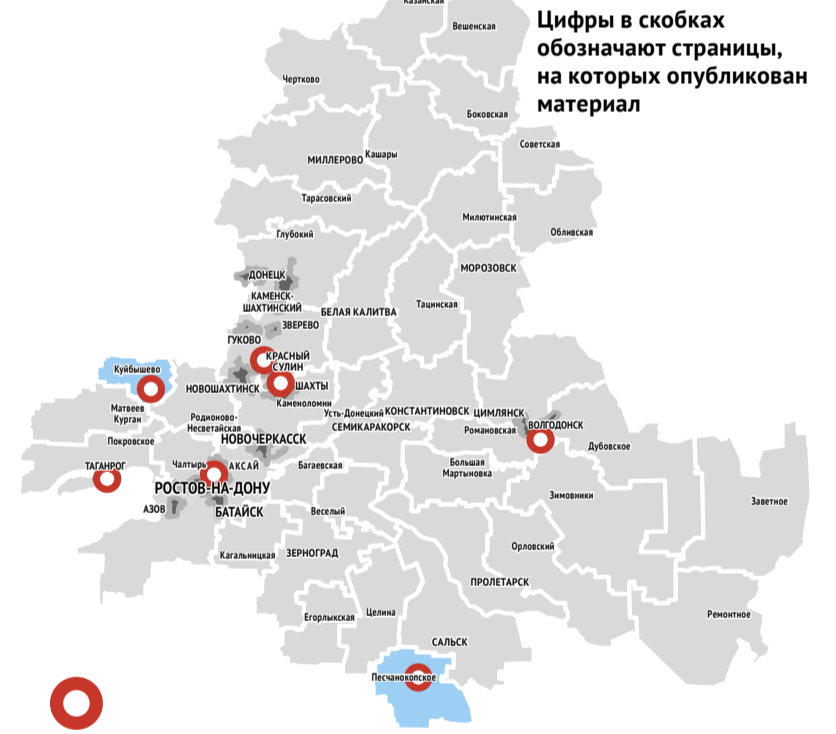 Казанская
Вешенская
Цифры в скобках
обозначают страницы,
на которых опубликован
материал
Чертково
Боковская
Советская
МИЛЛЕРОВО
Кашары
Тарасовский
Милютинская
Обливская
Глубокий
МОРОЗОВСК
ДОНЕЦК
КАМЕНСК-
ШАХТИНСКИЙ
Тацинская
БЕЛАЯ КАЛИТВА
ЗВЕРЕВО
ГУКОВО
КРАСНЫЙ
СУЛИН
Куйбышево
НОВОШАХТИНСК
ШАХТЫ
Каменоломни
Матвеев
Курган
Родионово-
Несветайская
Усть-Донецкий
КОНСТАНТИНОВСК
ЦИМЛЯНСК
СЕМИКАРАКОРСК
Романовская
ВОЛГОДОНСК
Покровское
НОВОЧЕРКАССК
Дубовское
ТАГАНРОГ
Чалтырь
АКСАЙ
Багаевская
Большая
Мартыновка
РОСТОВ-НА-ДОНУ
Зимовники
Заветное
АЗОВ
БАТАЙСК
Веселый
Кагальницкая
ЗЕРНОГРАД
Орловский
ПРОЛЕТАРСК
Егорлыкская
Целина
Ремонтное
САЛЬСК
Песчанокопское